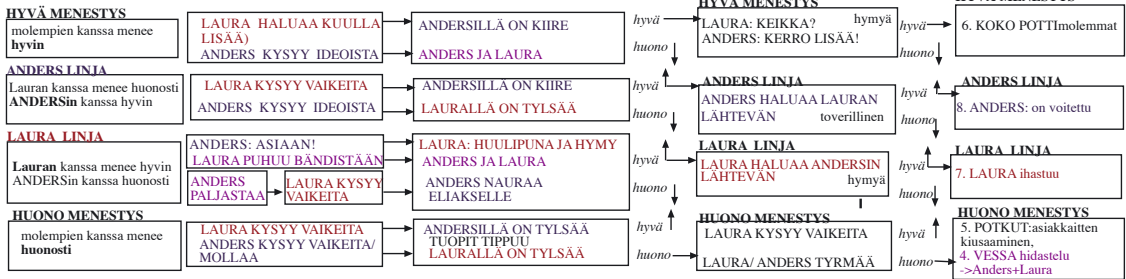 HYVÄ MENESTYS
molempien kanssa menee
hyvin
LAURA HALUAA KUULLA
LISÄÄ)
ANDERS KYSYY IDEOISTA
ANDERSILLÄ ON KIIRE
ANDERS JA LAURA
HYVÄ MENESTYS
LAURA: KEIKKA? hymyä
ANDERS: KERRO LISÄÄ!
hyvä
hyvä
huono
huono
6. KOKO POTTImolemmat
ANDERS LINJA
Lauran kanssa menee huonosti
ANDERSin kanssa hyvin
LAURA KYSYY VAIKEITA
ANDERS KYSYY IDEOISTA
ANDERSILLÄ ON KIIRE
LAURALLÄ ON TYLSÄÄ
hyvä
huono
ANDERS LINJA
ANDERS HALUAA LAURAN
LÄHTEVÄN toverillinen
hyvä
huono
ANDERS LINJA
8. ANDERS: on voitettu
LAURA LINJA
Lauran kanssa menee hyvin
ANDERSin kanssa huonosti
ANDERS: ASIAAN!
LAURA PUHUU BÄNDISTÄÄN
ANDERS
PALJASTAA
LAURA KYSYY
VAIKEITA
LAURA: HUULIPUNA JA HYMY
ANDERS JA LAURA
ANDERS NAURAA
ELIAKSELLE
hyvä
huono
LAURA LINJA
LAURA HALUAA ANDERSIN
LÄHTEVÄN hymyä
hyvä
huono
LAURA LINJA
7. LAURA ihastuu
HUONO MENESTYS
molempien kanssa menee
huonosti
LAURA KYSYY VAIKEITA
ANDERS KYSYY VAIKEITA/
MOLLAA
ANDERSILLÄ ON TYLSÄÄ
TUOPIT TIPPUU
LAURALLÄ ON TYLSÄÄ
hyvä
huono
HUONO MENESTYS
LAURA KYSYY VAIKEITA
LAURA/ ANDERS TYRMÄÄ
hyvä
huono
HUONO MENESTYS
5. POTKUT:asiakkaitten
kiusaaminen,
4. VESSA hidastelu
->Anders+Laura